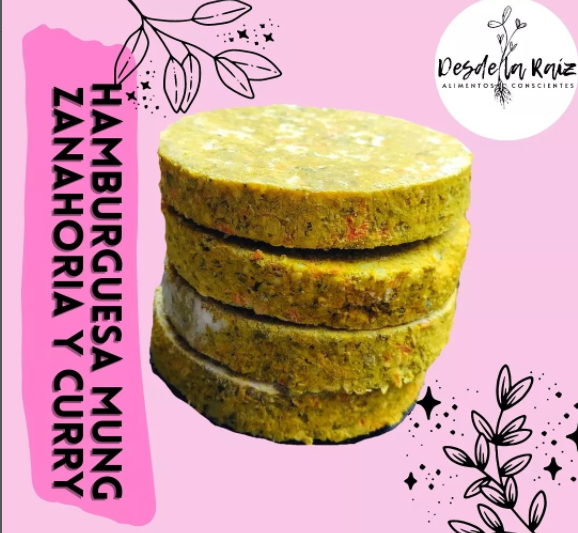 HAMBURGUESA MUNG
ZANAHORIA Y CURRY
Desde la Raíz
ALIMENTOS CONSCIENTES